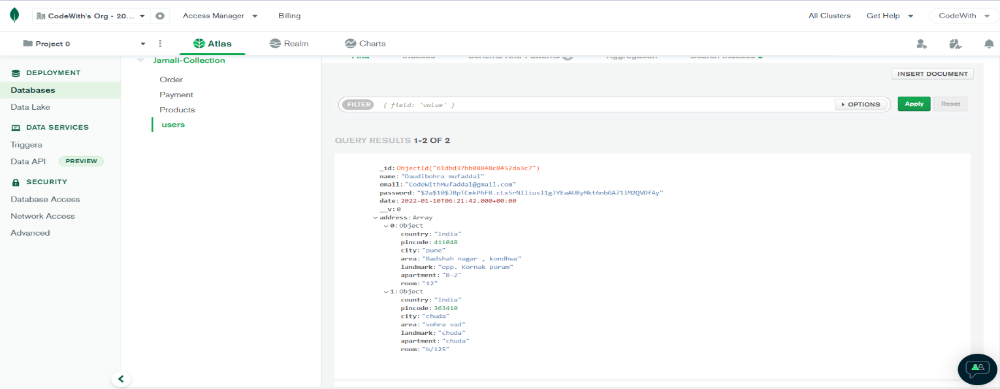 CodeWith's Org - 20... Access Manager Billing All Clusters Get Help CodeWith
Project 0 Atlas Realm Charts
DEPLOYMENT
Databases
Data Lake
DATA SERVICES
Triggers
Data API PREVIEW
SECURITY
Database Access
Network Access
Advanced
Jamali-Collection
Order
Payment
Products
users
Find Indexes Schema Anti-Patterns Aggregation Search Indexes
INSERT DOCUMENT
FILTER { field: 'value' } OPTIONS Apply Reset
QUERY RESULTS 1-2 OF 2
_id: ObjectId("61dbd37bb08848c8452da3c7")
name: "Daudibohra mufaddal"
email: "CodeWithMufaddal@gmail.com"
password: "$2a$10$JBpTCmkP6FB.cLxSrNIliusl1gJYEaAUByMkt6nbGA71lM2QVDfAy"
date: 2022-01-10T06:21:42.000+00:00
__v: 0
address: Array
0: Object
country: "India"
pincode: 411048
city: "pune"
area: "Badshah nagar , kondhwa"
landmark: "opp. Kornak poram"
apartment: "B-2"
room: "12"
1: Object
country: "India"
pincode: 363410
city: "chuda"
area: "vohra vad"
landmark: "chuda"
apartment: "chuda"
room: "b/125"